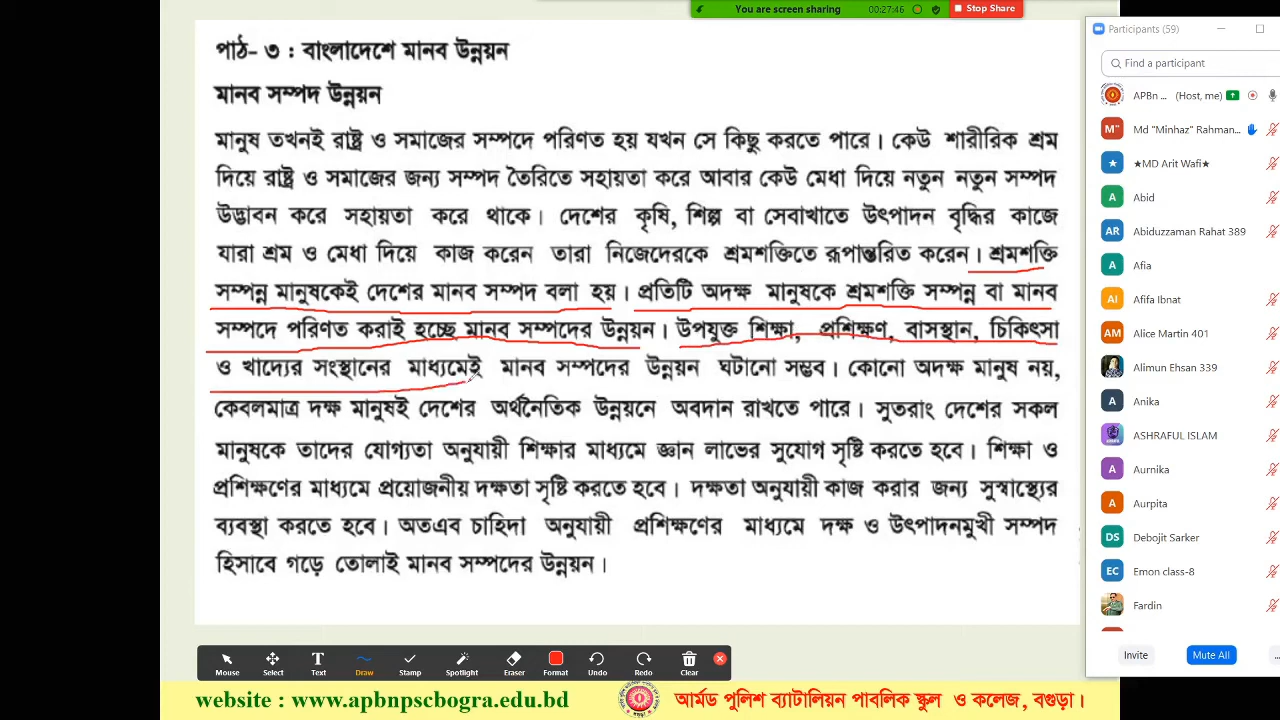 You are screen sharing 00:27:46 Stop Share
পাঠ- ৩ : বাংলাদেশে মানব উন্নয়ন
মানব সম্পদ উন্নয়ন
মানুষ তখনই রাষ্ট্র ও সমাজের সম্পদে পরিণত হয় যখন সে কিছু করতে পারে। কেউ শারীরিক শ্রম
দিয়ে রাষ্ট্র ও সমাজের জন্য সম্পদ তৈরিতে সহায়তা করে আবার কেউ মেধা দিয়ে নতুন নতুন সম্পদ
উদ্ভাবন করে সহায়তা করে থাকে। দেশের কৃষি, শিল্প বা সেবাখাতে উৎপাদন বৃদ্ধির কাজে
যারা শ্রম ও মেধা দিয়ে কাজ করেন তারা নিজেদেরকে শ্রমশক্তিতে রূপান্তরিত করেন। শ্রমশক্তি
সম্পন্ন মানুষকেই দেশের মানব সম্পদ বলা হয়। প্রতিটি অদক্ষ মানুষকে শ্রমশক্তি সম্পন্ন বা মানব
সম্পদে পরিণত করাই হচ্ছে মানব সম্পদের উন্নয়ন। উপযুক্ত শিক্ষা, প্রশিক্ষণ, বাসস্থান, চিকিৎসা
ও খাদ্যের সংস্থানের মাধ্যমেই মানব সম্পদের উন্নয়ন ঘটানো সম্ভব। কোনো অদক্ষ মানুষ নয়,
কেবলমাত্র দক্ষ মানুষই দেশের অর্থনৈতিক উন্নয়নে অবদান রাখতে পারে। সুতরাং দেশের সকল
মানুষকে তাদের যোগ্যতা অনুযায়ী শিক্ষার মাধ্যমে জ্ঞান লাভের সুযোগ সৃষ্টি করতে হবে। শিক্ষা ও
প্রশিক্ষণের মাধ্যমে প্রয়োজনীয় দক্ষতা সৃষ্টি করতে হবে। দক্ষতা অনুযায়ী কাজ করার জন্য সুস্বাস্থ্যের
ব্যবস্থা করতে হবে। অতএব চাহিদা অনুযায়ী প্রশিক্ষণের মাধ্যমে দক্ষ ও উৎপাদনমুখী সম্পদ
হিসাবে গড়ে তোলাই মানব সম্পদের উন্নয়ন।
Participants (59)
Find a participant
APBn ... (Host, me)
M" Md "Minhaz" Rahman...
★ ★MD Arit Wafi★
A Abid
AR Abiduzzaman Rahat 389
A Afia
AI Afifa Ibnat
AM Alice Martin 401
Alimun Ehsan 339
A Anika
ASHRAFUL ISLAM
A Aurnika
A Aurpita
DS Debojit Sarker
EC Emon class-8
Fardin
Invite Mute All ...
Mouse Select Text Draw Stamp Spotlight Eraser Format Undo Redo Clear
website : www.apbnpscbogra.edu.bd আর্মড পুলিশ ব্যাটালিয়ন পাবলিক স্কুল ও কলেজ, বগুড়া।